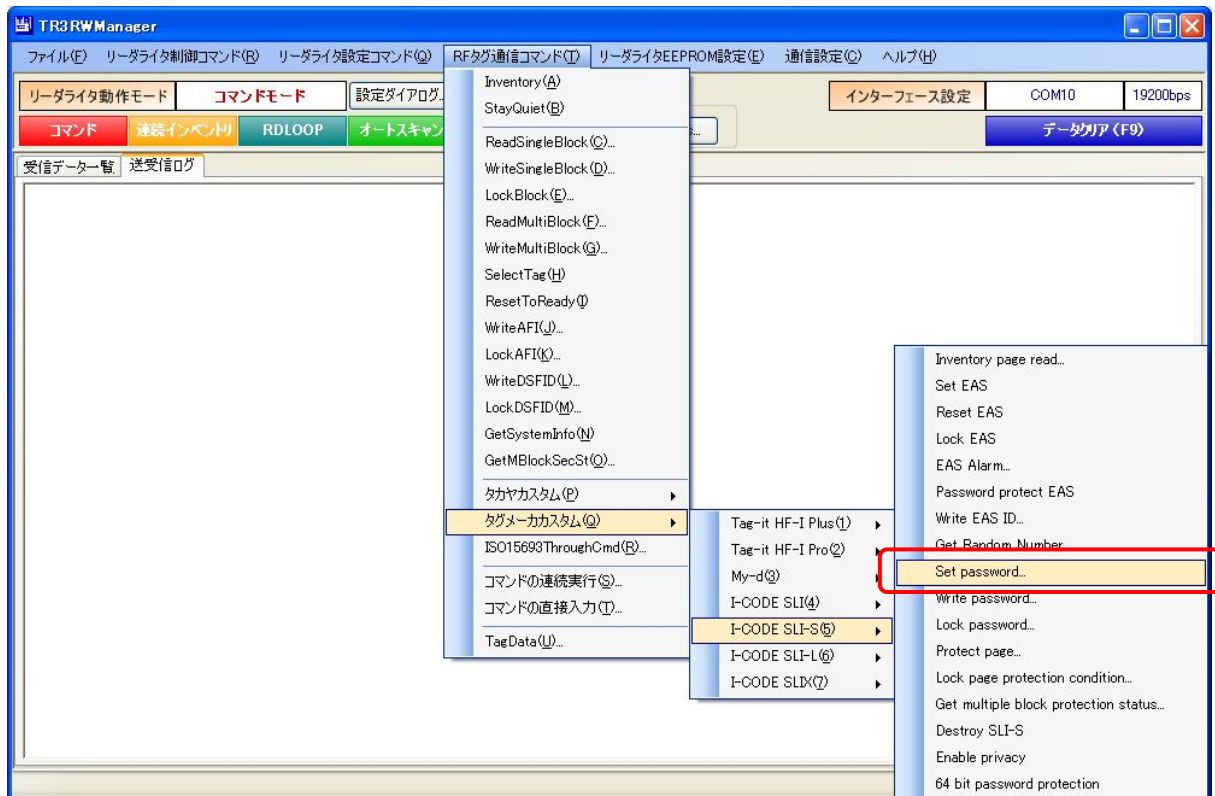 TR3RWManager
ファイル(F) リーダライタ制御コマンド(R) リーダライタ設定コマンド(Q) RFタグ通信コマンド(T) リーダライタEEPROM設定(E) 通信設定(C) ヘルプ(H)
リーダライタ動作モード コマンドモード 設定ダイアログ.. インターフェース設定 COM10 19200bps
コマンド 連続インベントリ RDLOOP オートスキャン データクリア(F9)
受信データ一覧 送受信ログ
Inventory(A)
StayQuiet(B)
ReadSingleBlock(C)...
WriteSingleBlock(D)...
LockBlock(E)...
ReadMultiBlock(F)...
WriteMultiBlock(G)...
SelectTag(H)
ResetToReady(I)
WriteAFI(J)...
LockAFI(K)...
WriteDSFID(L)...
LockDSFID(M)...
GetSystemInfo(N)
GetMBlockSecSt(O)...
タカヤカスタム(P)
タグメーカカスタム(Q)
ISO15693ThroughCmd(R)...
コマンドの連続実行(S)...
コマンドの直接入力(T)...
TagData(U)...
Tag-it HF-I Plus(1)
Tag-it HF-I Pro(2)
My-d(3)
I-CODE SLI(4)
I-CODE SLI-S(5)
I-CODE SLI-L(6)
I-CODE SLIX(7)
Inventory page read...
Set EAS
Reset EAS
Lock EAS
EAS Alarm...
Password protect EAS
Write EAS ID...
Get Random Number
Set password...
Write password...
Lock password...
Protect page...
Lock page protection condition...
Get multiple block protection status...
Destroy SLI-S
Enable privacy
64 bit password protection